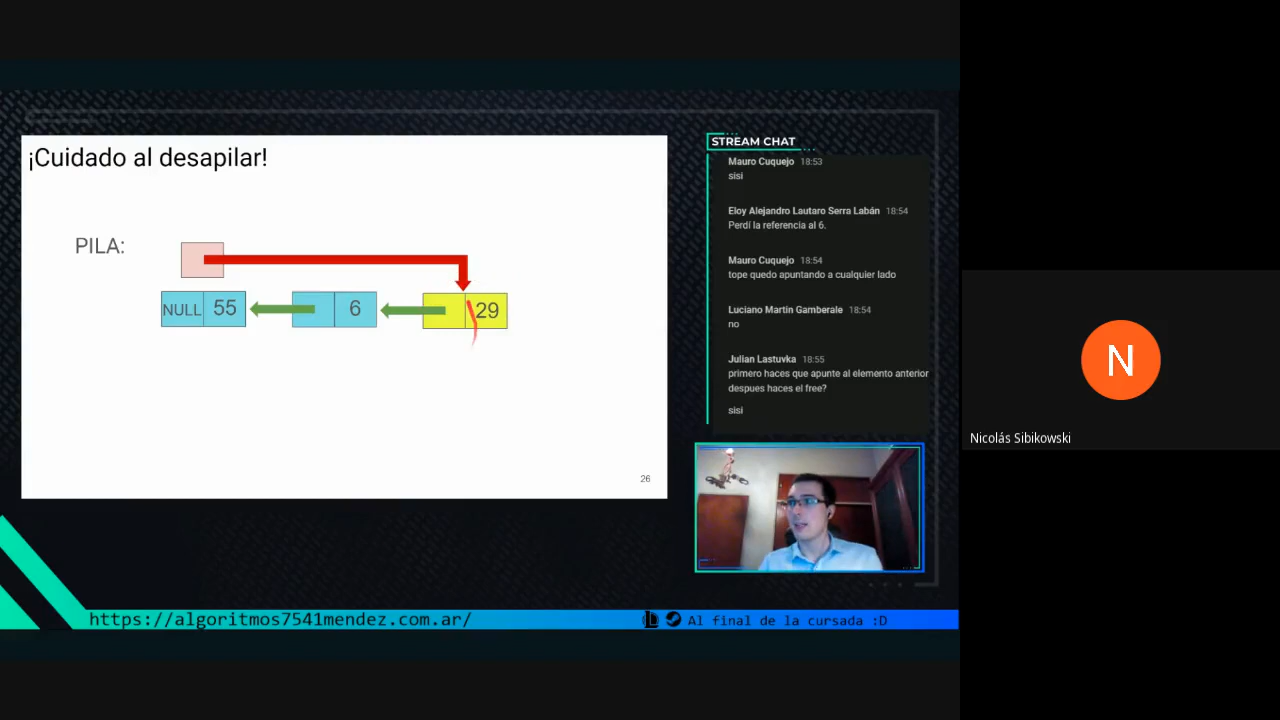 ¡Cuidado al desapilar!
PILA:
NULL 55
6
29
26
STREAM CHAT
Mauro Cuquejo 18:53
sisi
Eloy Alejandro Lautaro Serra Labán 18:54
Perdí la referencia al 6.
Mauro Cuquejo 18:54
tope quedo apuntando a cualquier lado
Luciano Martin Gamberale 18:54
no
Julian Lastuvka 18:55
primero haces que apunte al elemento anterior
despues haces el free?
sisi
https://algoritmos7541mendez.com.ar/
Al final de la cursada :D
N
Nicolás Sibikowski